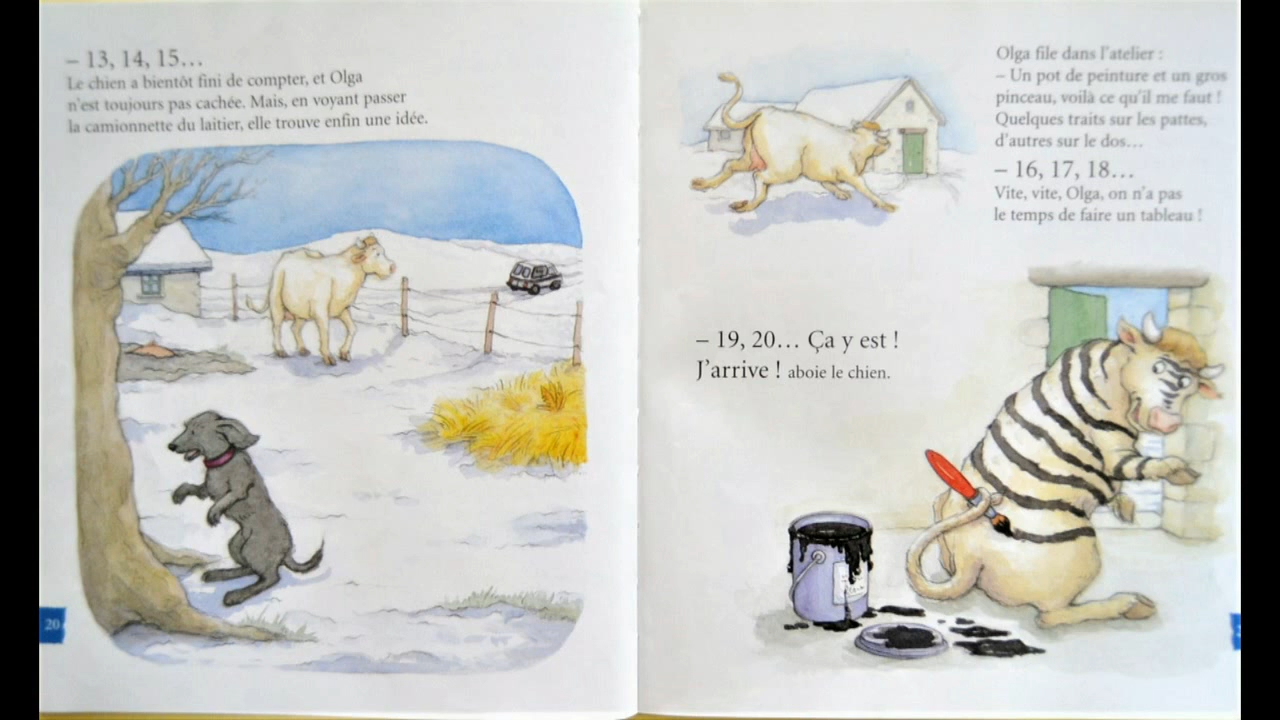 – 13, 14, 15…
Le chien a bientôt fini de compter, et Olga
n'est toujours pas cachée. Mais, en voyant passer
la camionnette du laitier, elle trouve enfin une idée.
20
Olga file dans l'atelier :
– Un pot de peinture et un gros
pinceau, voilà ce qu'il me faut !
Quelques traits sur les pattes,
d'autres sur le dos…
– 16, 17, 18…
Vite, vite, Olga, on n'a pas
le temps de faire un tableau !
– 19, 20… Ça y est !
J'arrive ! aboie le chien.